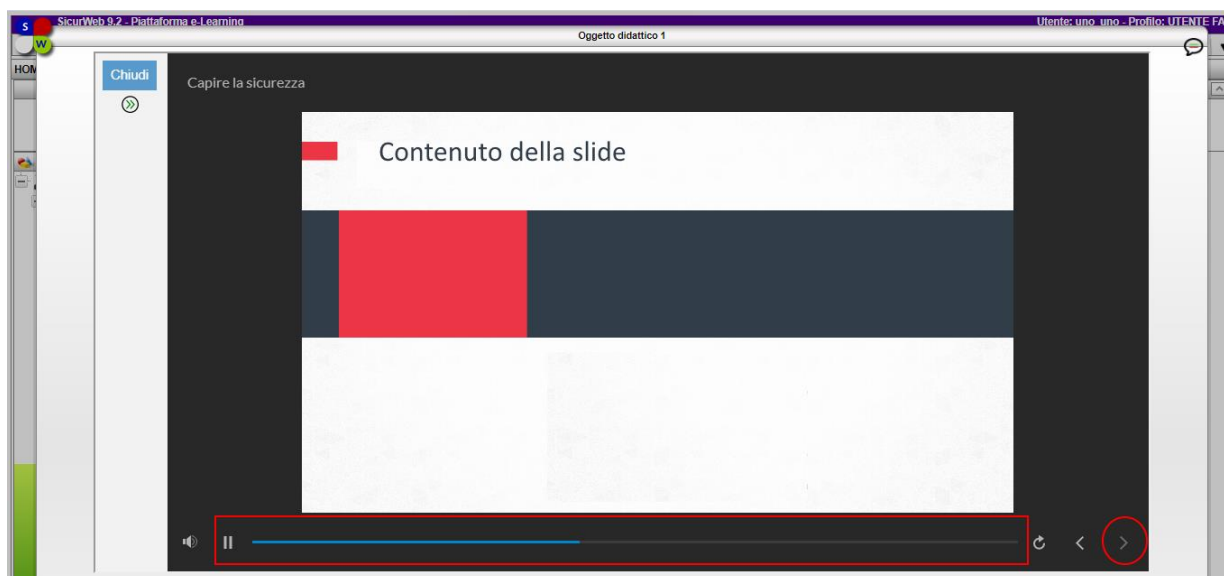 S
W
SicurWeb 9.2 - Piattaforma e-Learning
Utente: uno uno - Profilo: UTENTE FA
Oggetto didattico 1
HOM
Chiudi
Capire la sicurezza
Contenuto della slide